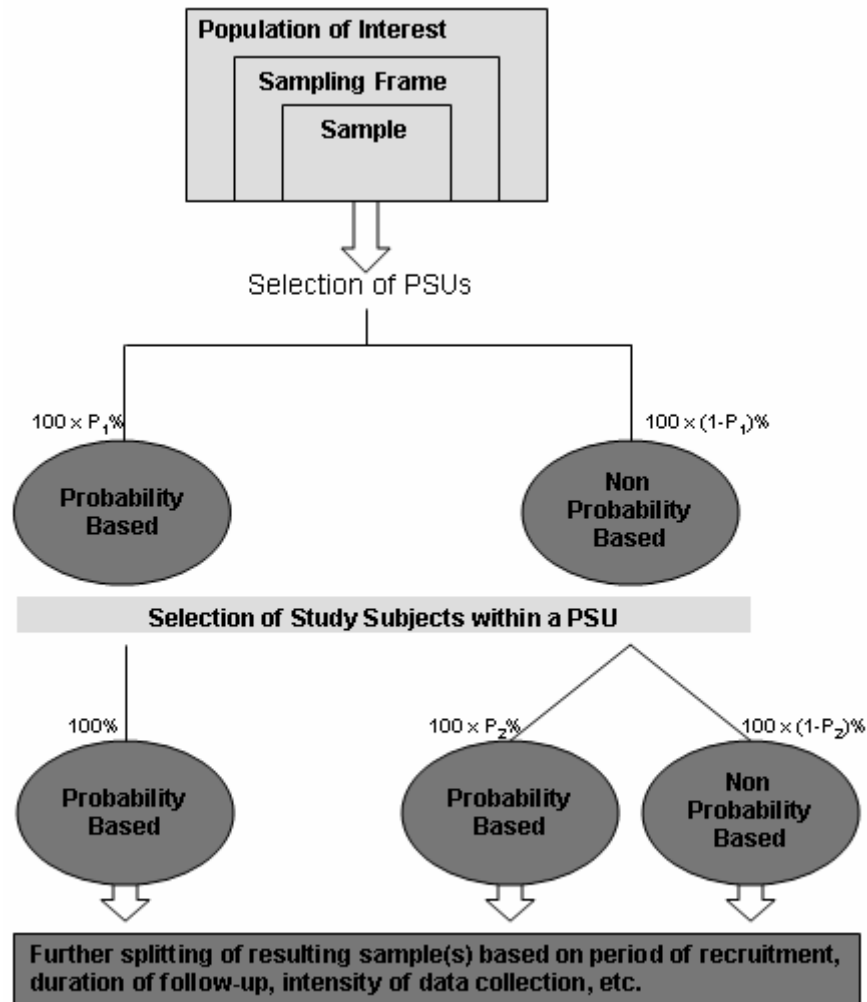 Population of Interest
Sampling Frame
Sample
Selection of PSUs
100 × P₁%
100 × (1-P₁)%
Probability
Based
Non
Probability
Based
Selection of Study Subjects within a PSU
100%
100 × P₂%
100 × (1-P₂)%
Probability
Based
Probability
Based
Non
Probability
Based
Further splitting of resulting sample(s) based on period of recruitment,
duration of follow-up, intensity of data collection, etc.